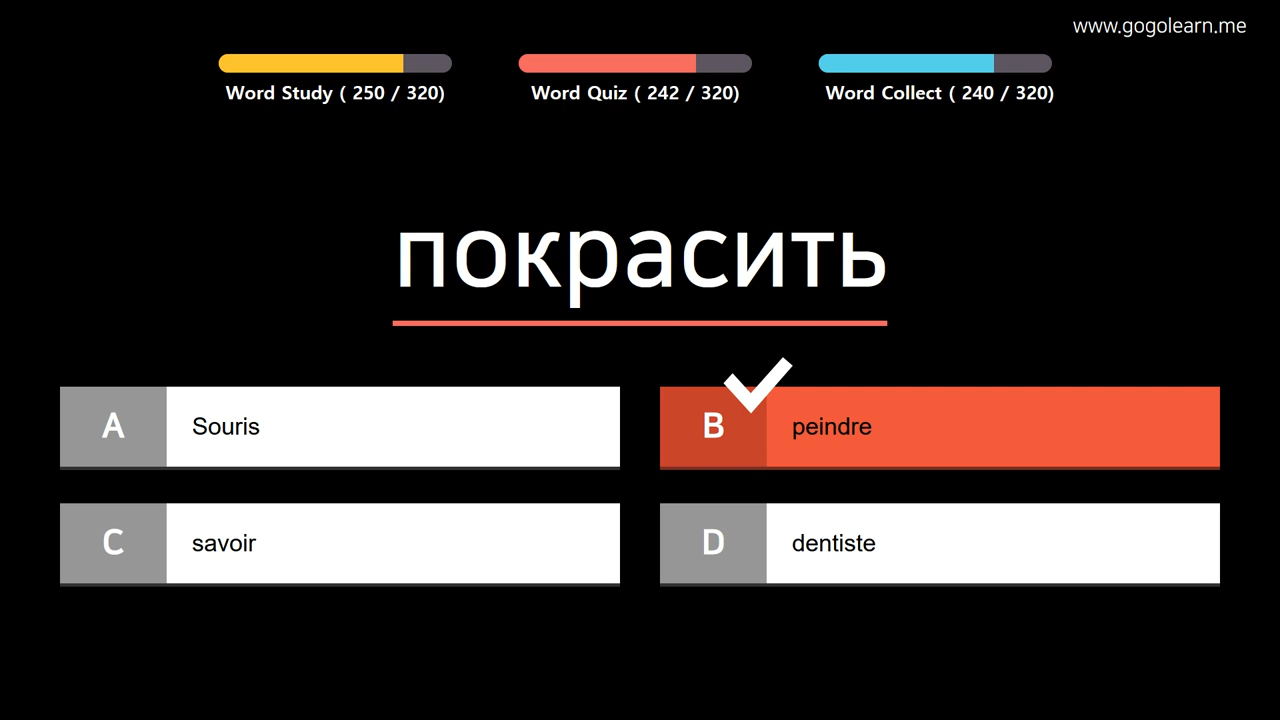 www.gogolearn.me
Word Study ( 250 / 320)
Word Quiz ( 242 / 320)
Word Collect ( 240 / 320)
покрасить
A Souris
B peindre
C savoir
D dentiste